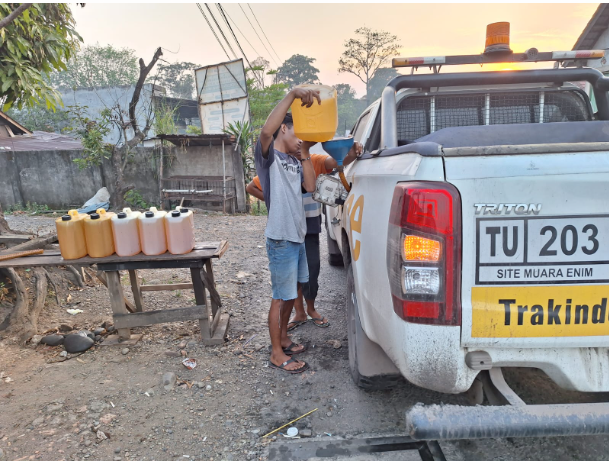 TRITON
TU 203
SITE MUARA ENIM
Trakind